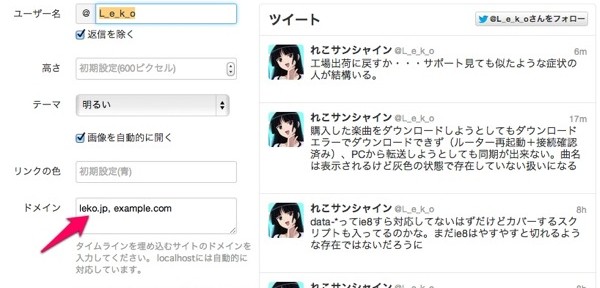 ユーザー名 @ L_e_k_o
返信を除く
高さ 初期設定(600ピクセル)
テーマ 明るい
画像を自動的に開く
リンクの色 初期設定(青)
ドメイン leko.jp, example.com
タイムラインを埋め込むサイトのドメインを
入力してください。 localhostには自動的に
対応しています。
ツイート
@L_e_k_oさんをフォロー
れこサンシャイン @L_e_k_o 6m
工場出荷に戻すか・・・サポート見ても似たような症状の
人が結構いる。
れこサンシャイン @L_e_k_o 17m
購入した楽曲をダウンロードしようとしてもダウンロード
エラーでダウンロードできず（ルーター再起動＋接続確認
済み）、PCから転送しようとしても同期が出来ない。曲名
は表示されるけど灰色の状態で存在していない扱いになる
れこサンシャイン @L_e_k_o 8h
data-*ってie8すら対応してないはずだけどカバーするスク
リプトも入ってるのかな。まだie8はやすやすと切れるよう
な存在ではないだろうに
れこサンシャイン @L_e_k_o 8h